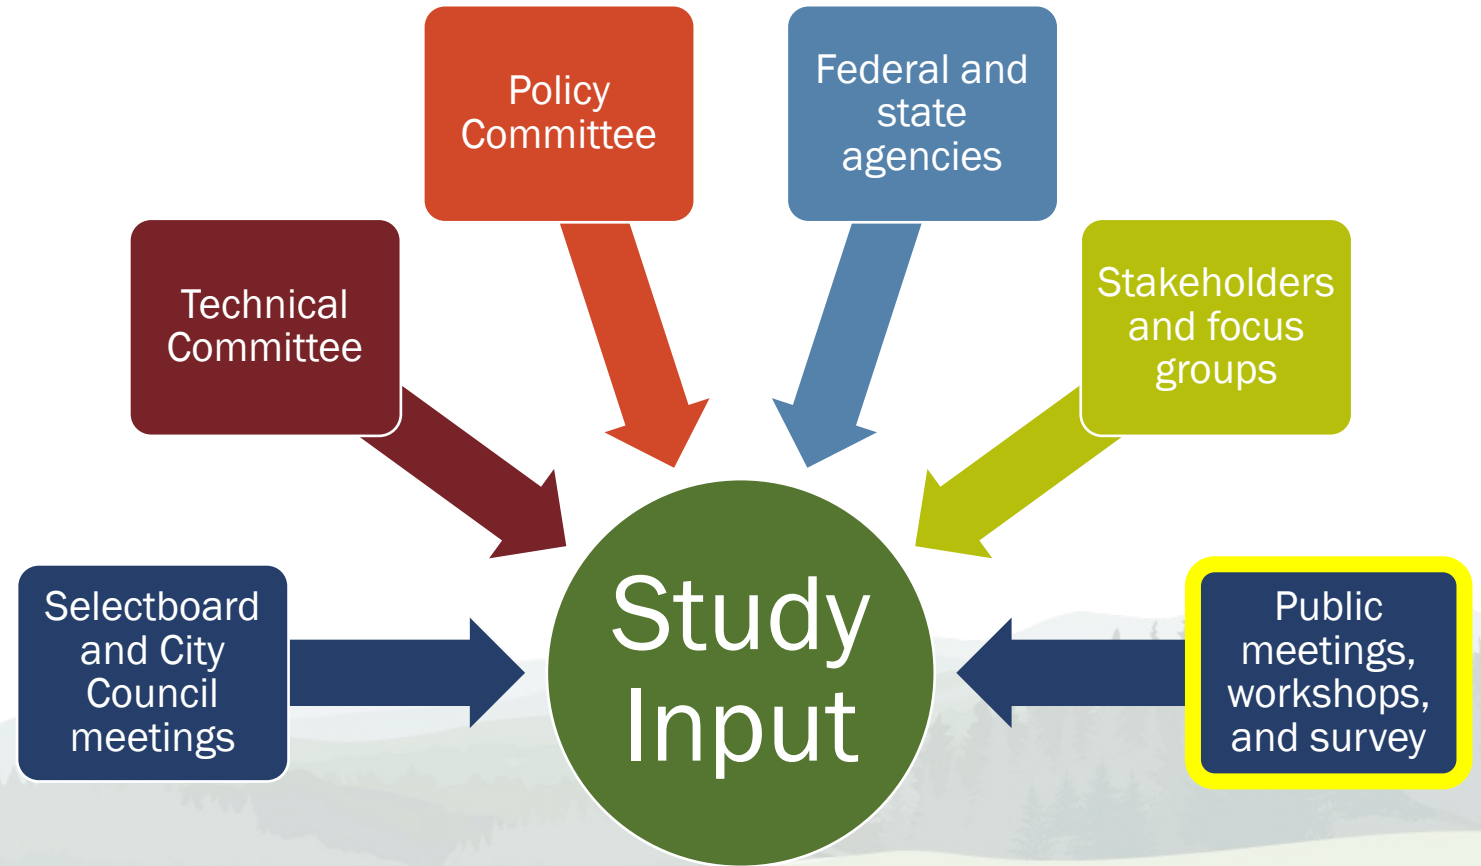 Policy
Committee
Federal and
state
agencies
Technical
Committee
Stakeholders
and focus
groups
Selectboard
and City
Council
meetings
Study
Input
Public
meetings,
workshops,
and survey